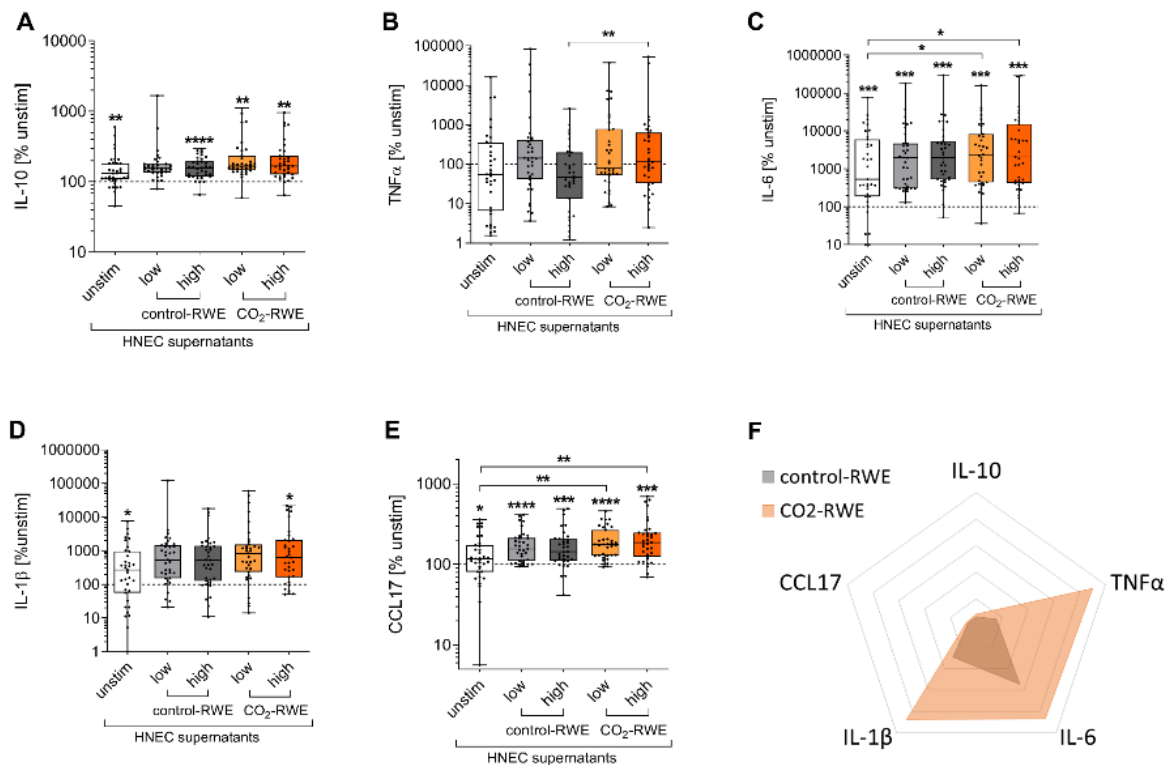 A
IL-10 [% unstim]
10000
1000
100
10
**
****
**
**
unstim
low
high
low
high
control-RWE
CO₂-RWE
HNEC supernatants
B
TNFα [% unstim]
100000
10000
1000
100
10
1
**
unstim
low
high
low
high
control-RWE
CO₂-RWE
HNEC supernatants
C
IL-6 [% unstim]
1000000
100000
10000
1000
100
10
*
*
***
***
***
***
***
unstim
low
high
low
high
control-RWE
CO₂-RWE
HNEC supernatants
D
IL-1β [%unstim]
1000000
100000
10000
1000
100
10
1
*
*
unstim
low
high
low
high
control-RWE
CO₂-RWE
HNEC supernatants
E
CCL17 [% unstim]
1000
100
10
**
**
*
****
***
****
***
unstim
low
high
low
high
control-RWE
CO₂-RWE
HNEC supernatants
F
control-RWE
CO2-RWE
IL-10
TNFα
IL-6
IL-1β
CCL17